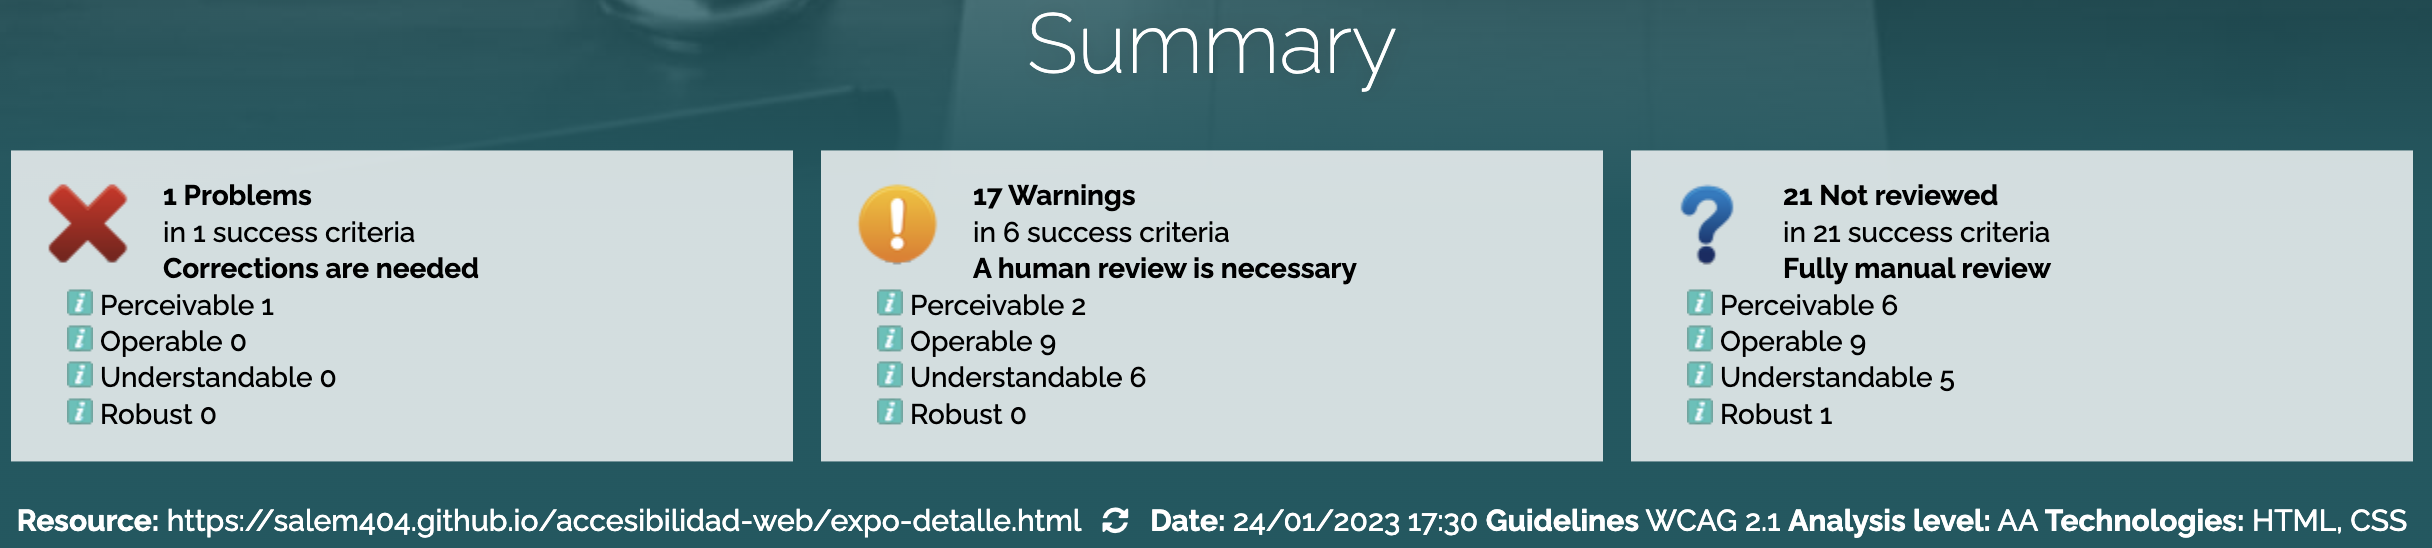 Summary
1 Problems
in 1 success criteria
Corrections are needed
Perceivable 1
Operable 0
Understandable 0
Robust 0
17 Warnings
in 6 success criteria
A human review is necessary
Perceivable 2
Operable 9
Understandable 6
Robust 0
21 Not reviewed
in 21 success criteria
Fully manual review
Perceivable 6
Operable 9
Understandable 5
Robust 1
Resource: https://salem404.github.io/accesibilidad-web/expo-detalle.html Date: 24/01/2023 17:30 Guidelines WCAG 2.1 Analysis level: AA Technologies: HTML, CSS